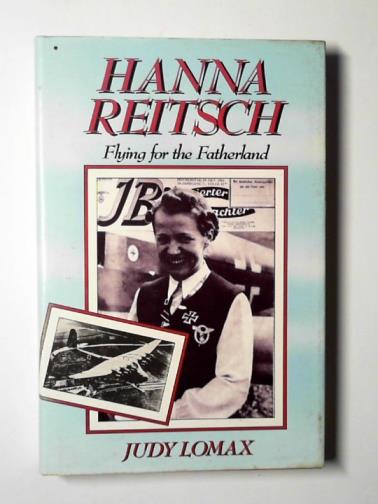 HANNA
REITSCH
Flying for the Fatherland
JUDY LOMAX